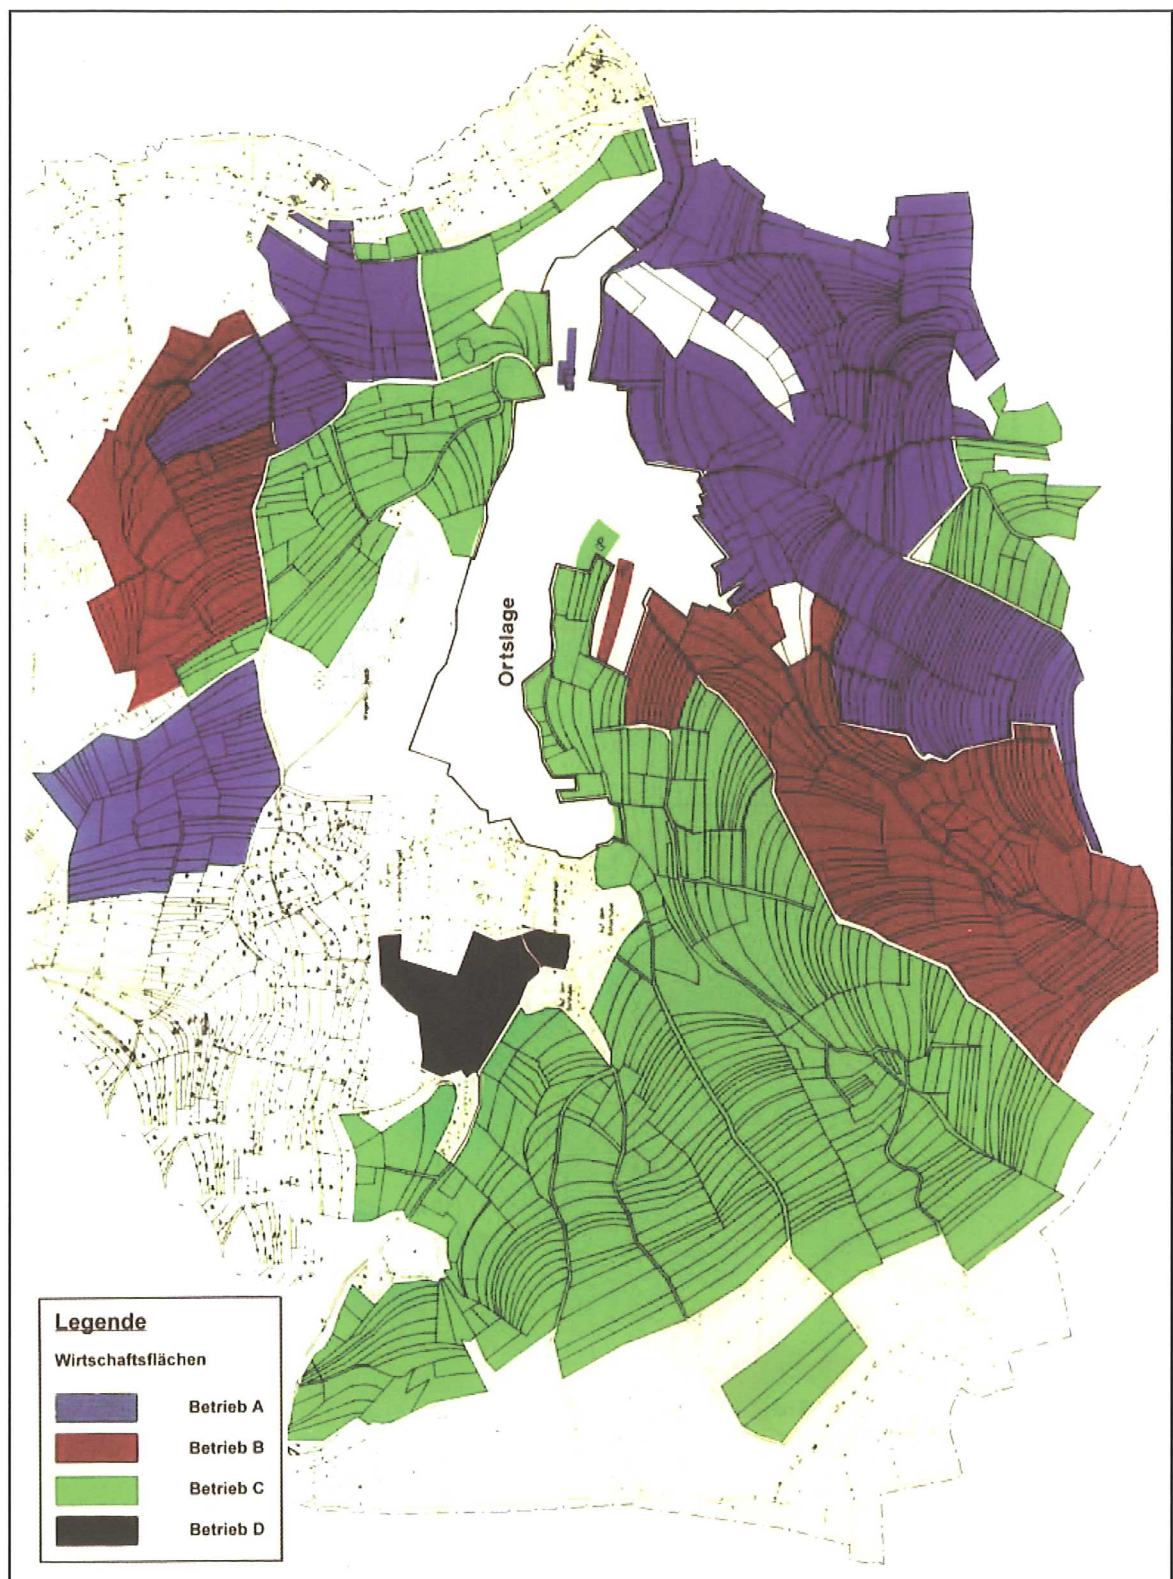 Ortslage
Legende
Wirtschaftsflächen
Betrieb A
Betrieb B
Betrieb C
Betrieb D